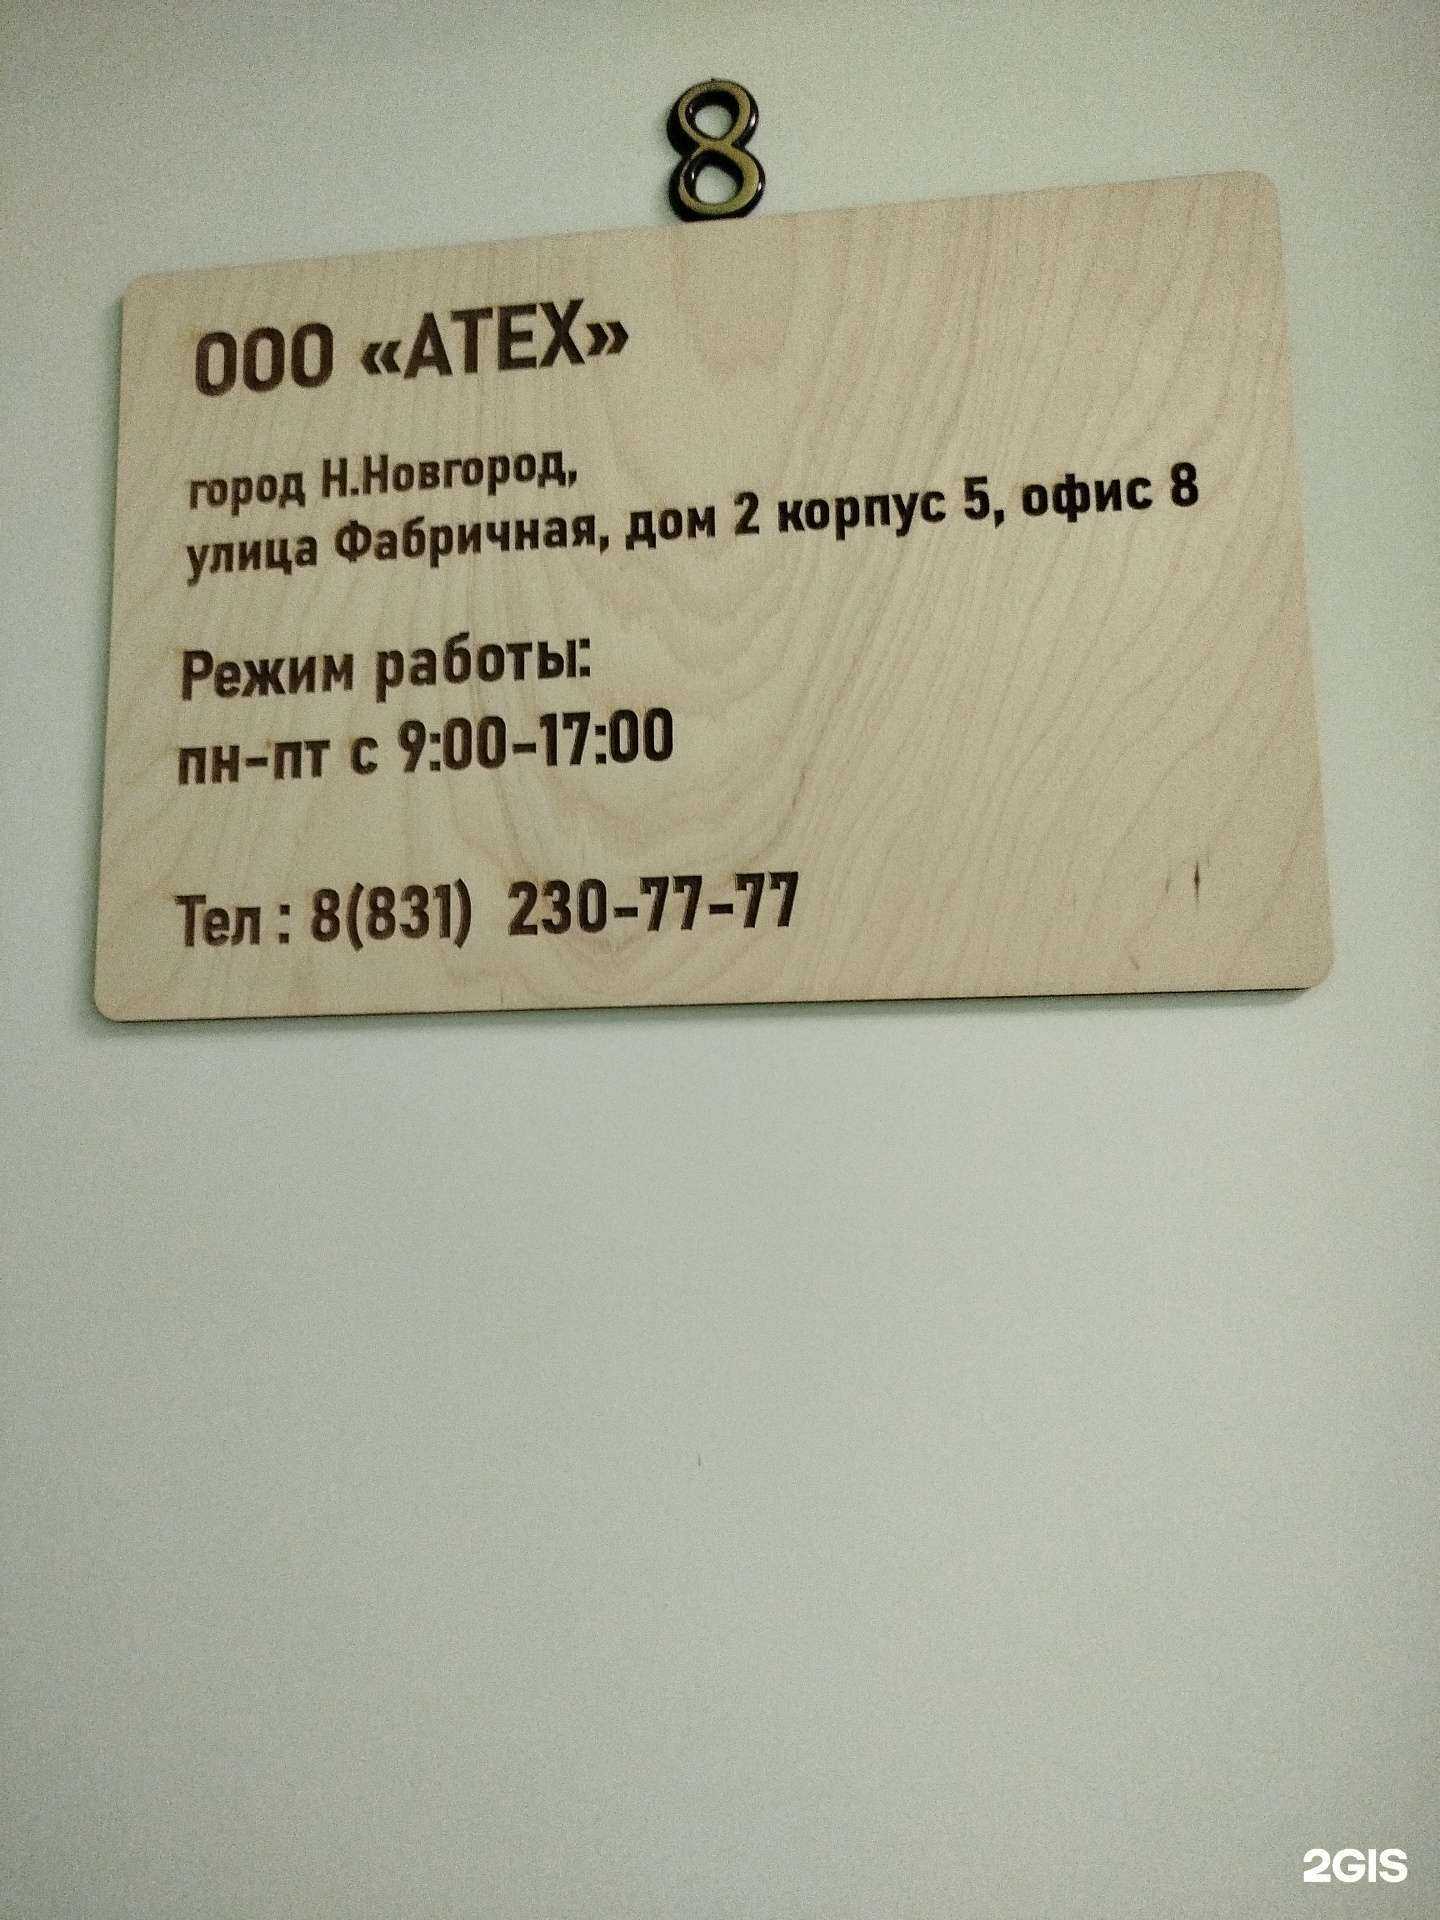 8
ООО «АТЕХ»
город Н.Новгород,
улица Фабричная, дом 2 корпус 5, офис 8
Режим работы:
пн-пт с 9:00-17:00
Тел : 8(831) 230-77-77
2GIS